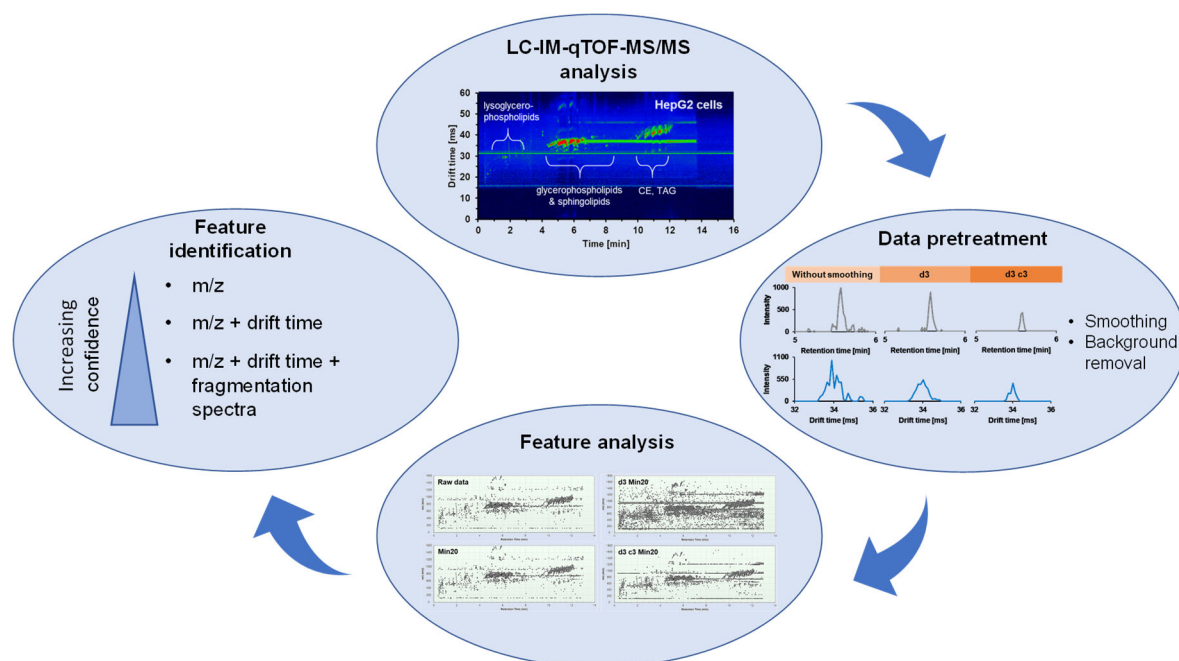 LC-IM-qTOF-MS/MS
analysis
HepG2 cells
lysoglycero-
phospholipids
glycerophospholipids
& sphingolipids
CE, TAG
Drift time [ms]
60
50
40
30
20
10
0
0 2 4 6 8 10 12 14 16
Time [min]
Data pretreatment
Without smoothing d3 d3 c3
Intensity
1000
500
0
5 6 5 6 5 6
Retention time [min] Retention time [min] Retention time [min]
Intensity
1100
550
0
32 34 36 32 34 36 32 34 36
Drift time [ms] Drift time [ms] Drift time [ms]
• Smoothing
• Background
removal
Feature analysis
Raw data
d3 Min20
Min20
d3 c3 Min20
Feature
identification
Increasing
confidence
• m/z
• m/z + drift time
• m/z + drift time +
fragmentation
spectra